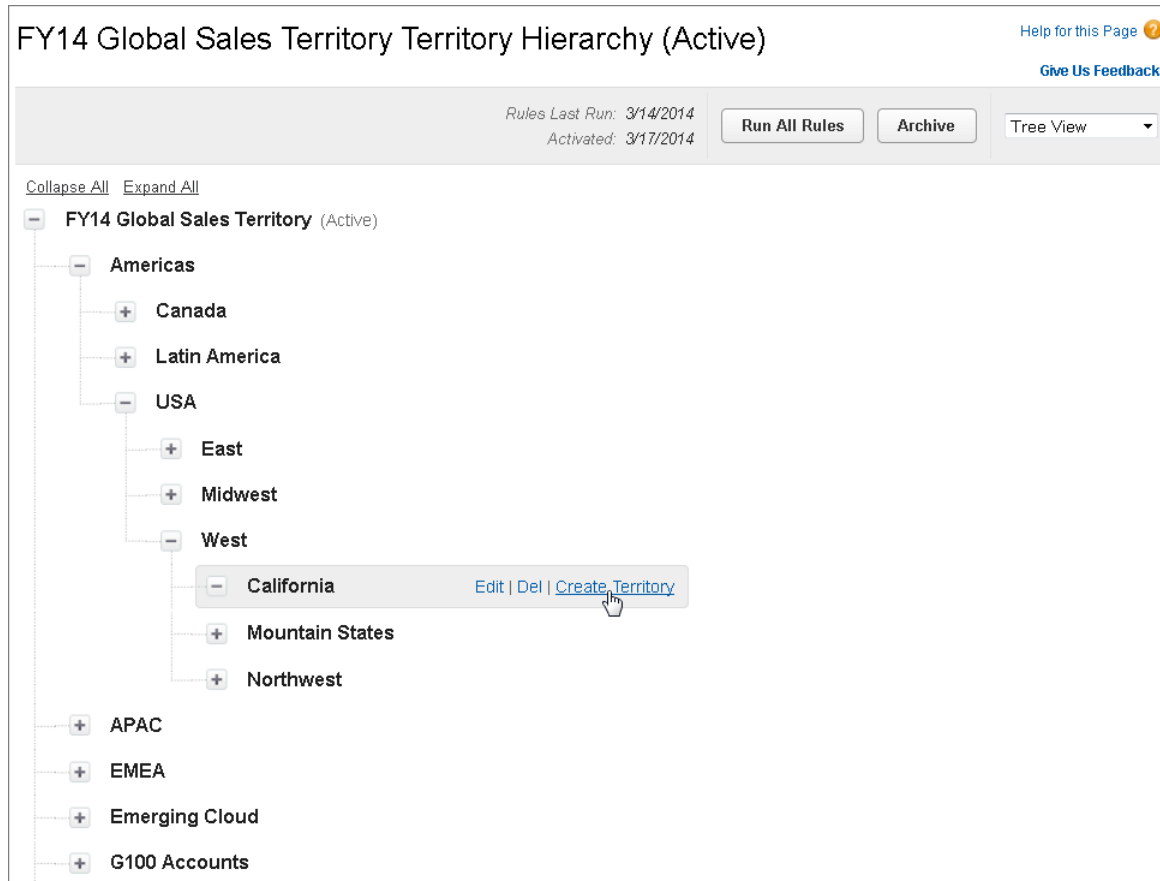 FY14 Global Sales Territory Territory Hierarchy (Active)
Help for this Page ?
Give Us Feedback
Rules Last Run: 3/14/2014
Activated: 3/17/2014
Run All Rules
Archive
Tree View
Collapse All Expand All
FY14 Global Sales Territory (Active)
Americas
Canada
Latin America
USA
East
Midwest
West
California Edit | Del | Create Territory
Mountain States
Northwest
APAC
EMEA
Emerging Cloud
G100 Accounts